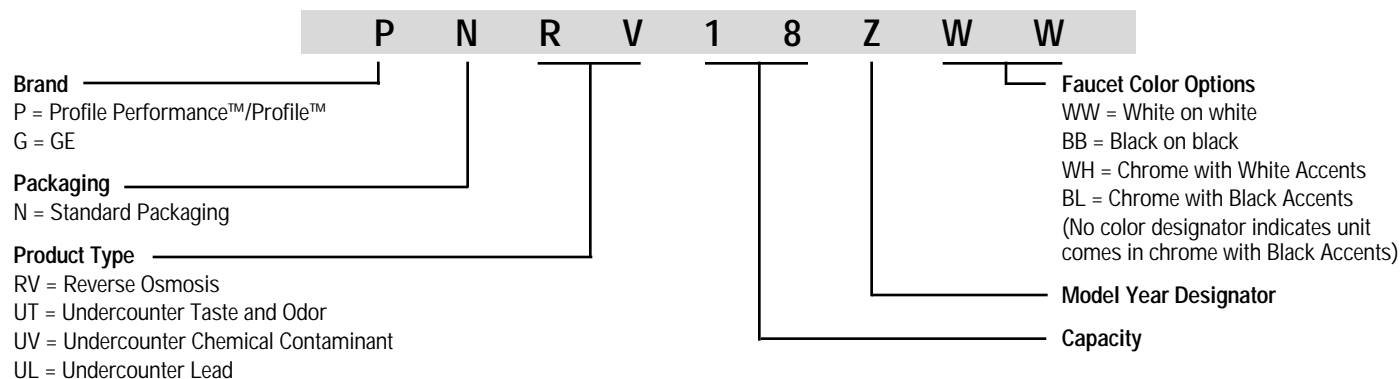 P N R V 1 8 Z W W
Brand
P = Profile Performance™/Profile™
G = GE
Packaging
N = Standard Packaging
Product Type
RV = Reverse Osmosis
UT = Undercounter Taste and Odor
UV = Undercounter Chemical Contaminant
UL = Undercounter Lead
Faucet Color Options
WW = White on white
BB = Black on black
WH = Chrome with White Accents
BL = Chrome with Black Accents
(No color designator indicates unit
comes in chrome with Black Accents)
Model Year Designator
Capacity